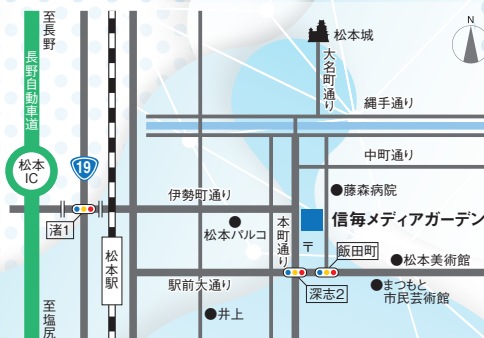 至長野
長野自動車道
松本
IC
至塩尻
19
渚1
松本駅
松本城
大名町通り
N
縄手通り
中町通り
伊勢町通り
藤森病院
信毎メディアガーデン
松本パルコ
本町通り
〒
飯田町
松本美術館
駅前大通り
深志2
まつもと
市民芸術館
井上